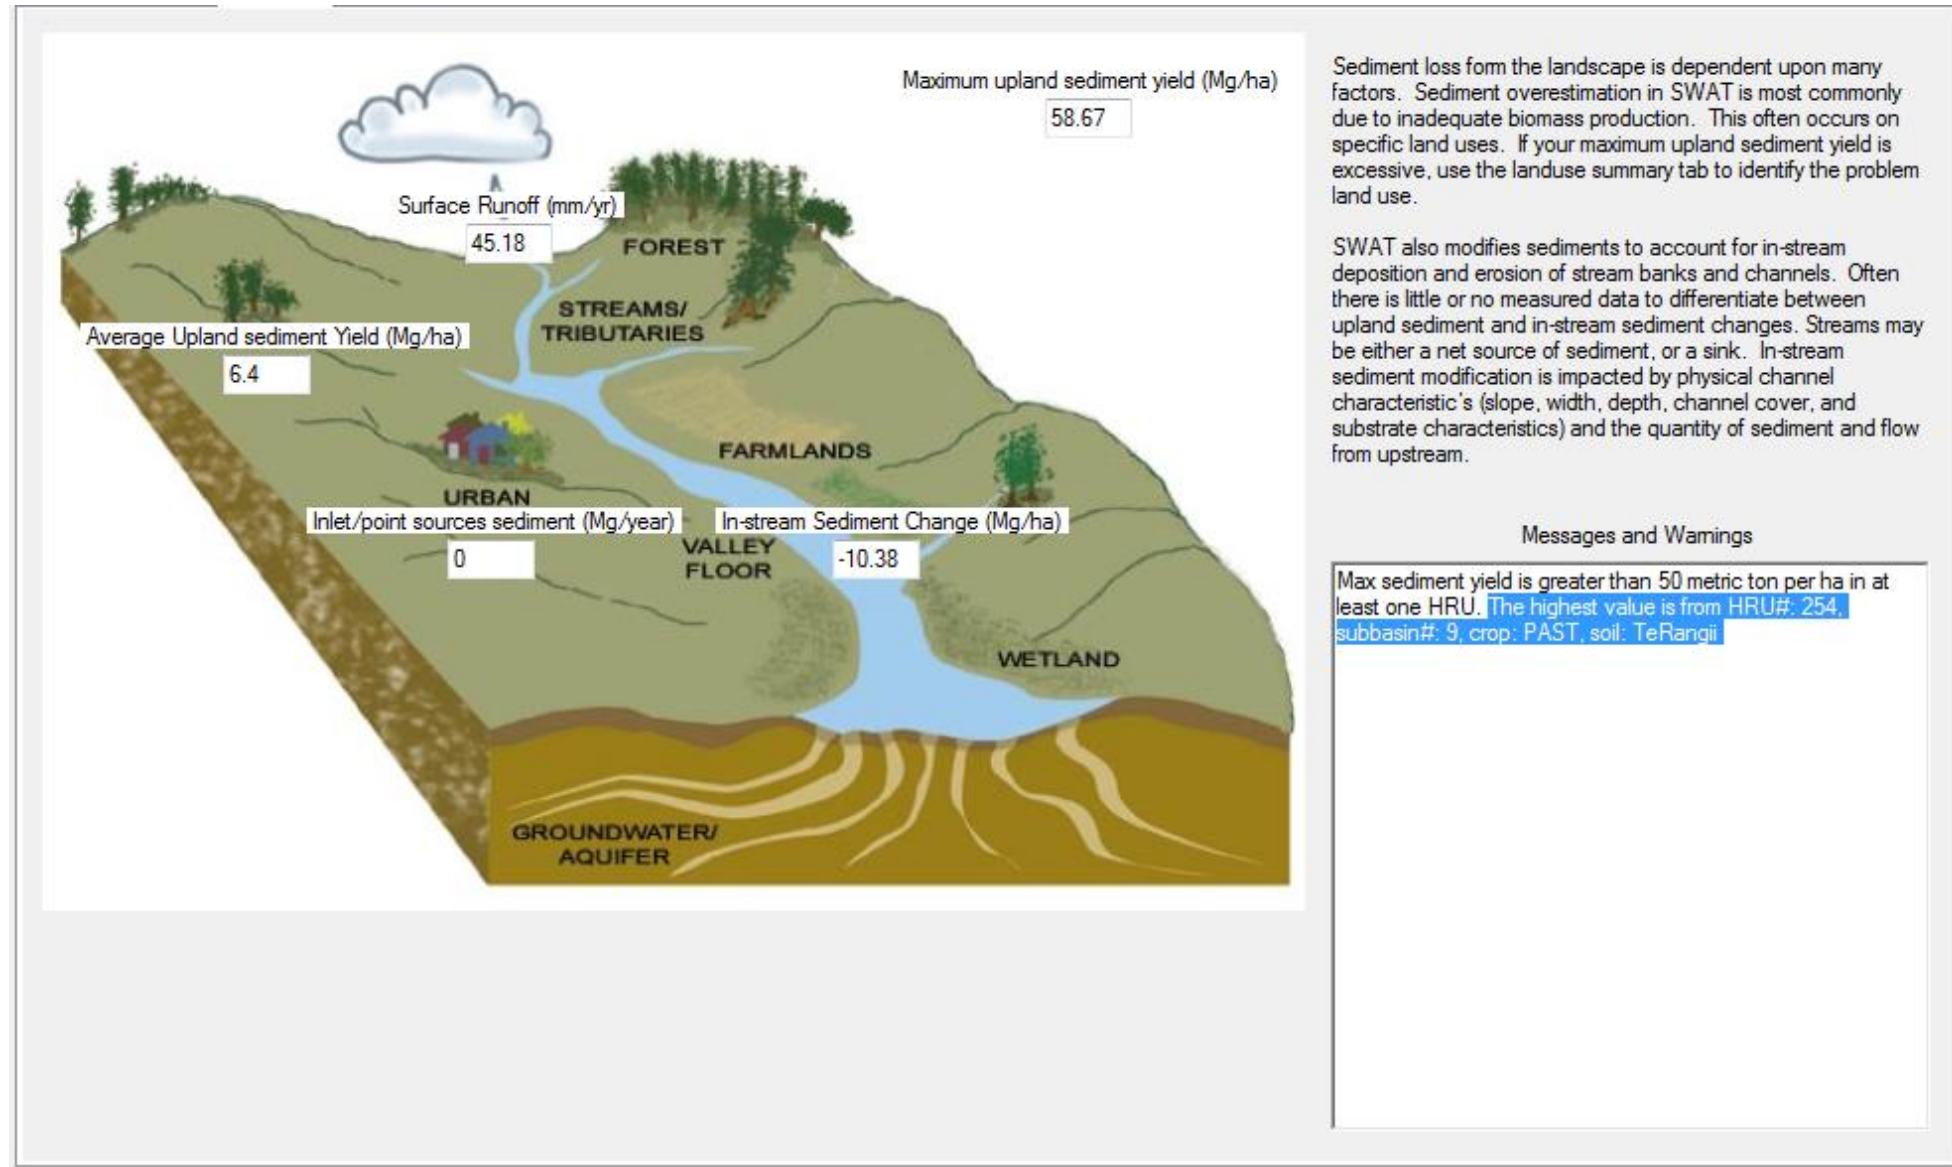 Maximum upland sediment yield (Mg/ha)
58.67
Surface Runoff (mm/yr)
45.18
FOREST
STREAMS/
TRIBUTARIES
Average Upland sediment Yield (Mg/ha)
6.4
FARMLANDS
URBAN
Inlet/point sources sediment (Mg/year)
0
In-stream Sediment Change (Mg/ha)
-10.38
VALLEY
FLOOR
WETLAND
GROUNDWATER/
AQUIFER
Sediment loss form the landscape is dependent upon many
factors. Sediment overestimation in SWAT is most commonly
due to inadequate biomass production. This often occurs on
specific land uses. If your maximum upland sediment yield is
excessive, use the landuse summary tab to identify the problem
land use.
SWAT also modifies sediments to account for in-stream
deposition and erosion of stream banks and channels. Often
there is little or no measured data to differentiate between
upland sediment and in-stream sediment changes. Streams may
be either a net source of sediment, or a sink. In-stream
sediment modification is impacted by physical channel
characteristic's (slope, width, depth, channel cover, and
substrate characteristics) and the quantity of sediment and flow
from upstream.
Messages and Warnings
Max sediment yield is greater than 50 metric ton per ha in at
least one HRU. The highest value is from HRU#: 254,
subbasin#: 9, crop: PAST, soil: TeRangii